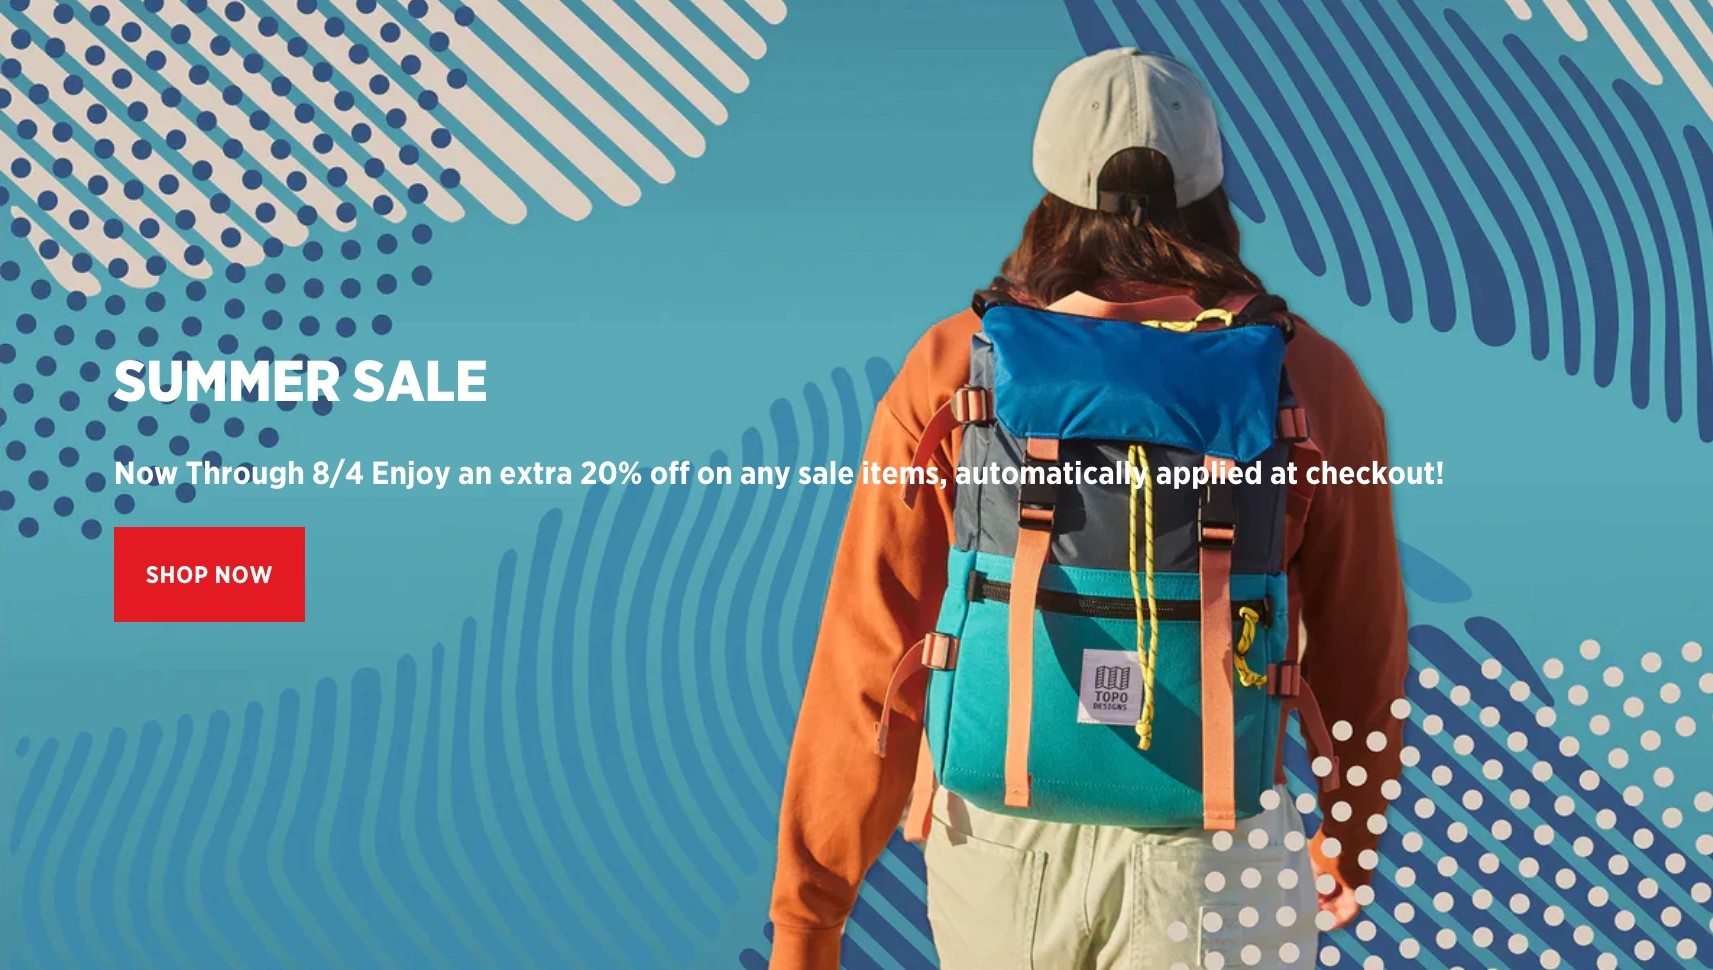 SUMMER SALE
Now Through 8/4 Enjoy an extra 20% off on any sale items, automatically applied at checkout!
SHOP NOW
TOPO
DESIGNS